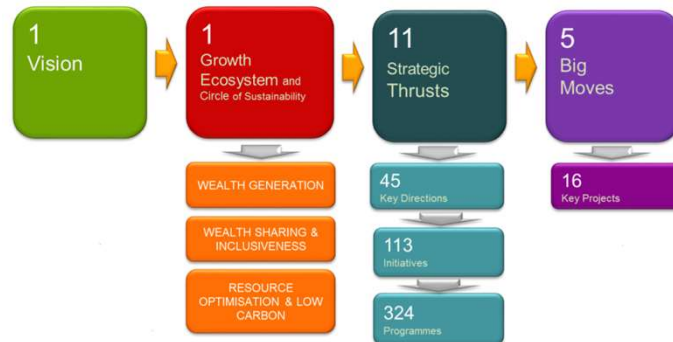 1
Vision
1
Growth
Ecosystem and
Circle of Sustainability
11
Strategic
Thrusts
5
Big
Moves
WEALTH GENERATION
WEALTH SHARING &
INCLUSIVENESS
RESOURCE
OPTIMISATION & LOW
CARBON
45
Key Directions
113
Initiatives
324
Programmes
16
Key Projects